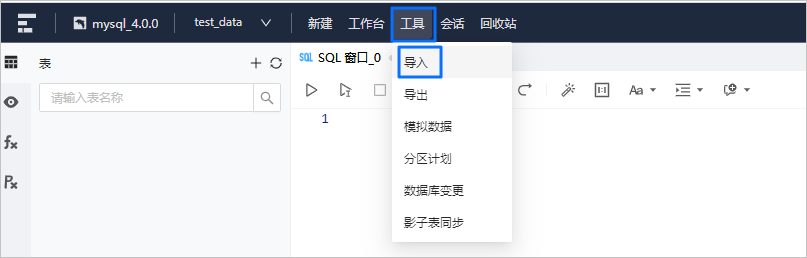 mysql_4.0.0 test_data 新建 工作台 工具 会话 回收站
表
请输入表名称
SQL SQL 窗口_0
1
Aa
导入
导出
模拟数据
分区计划
数据库变更
影子表同步